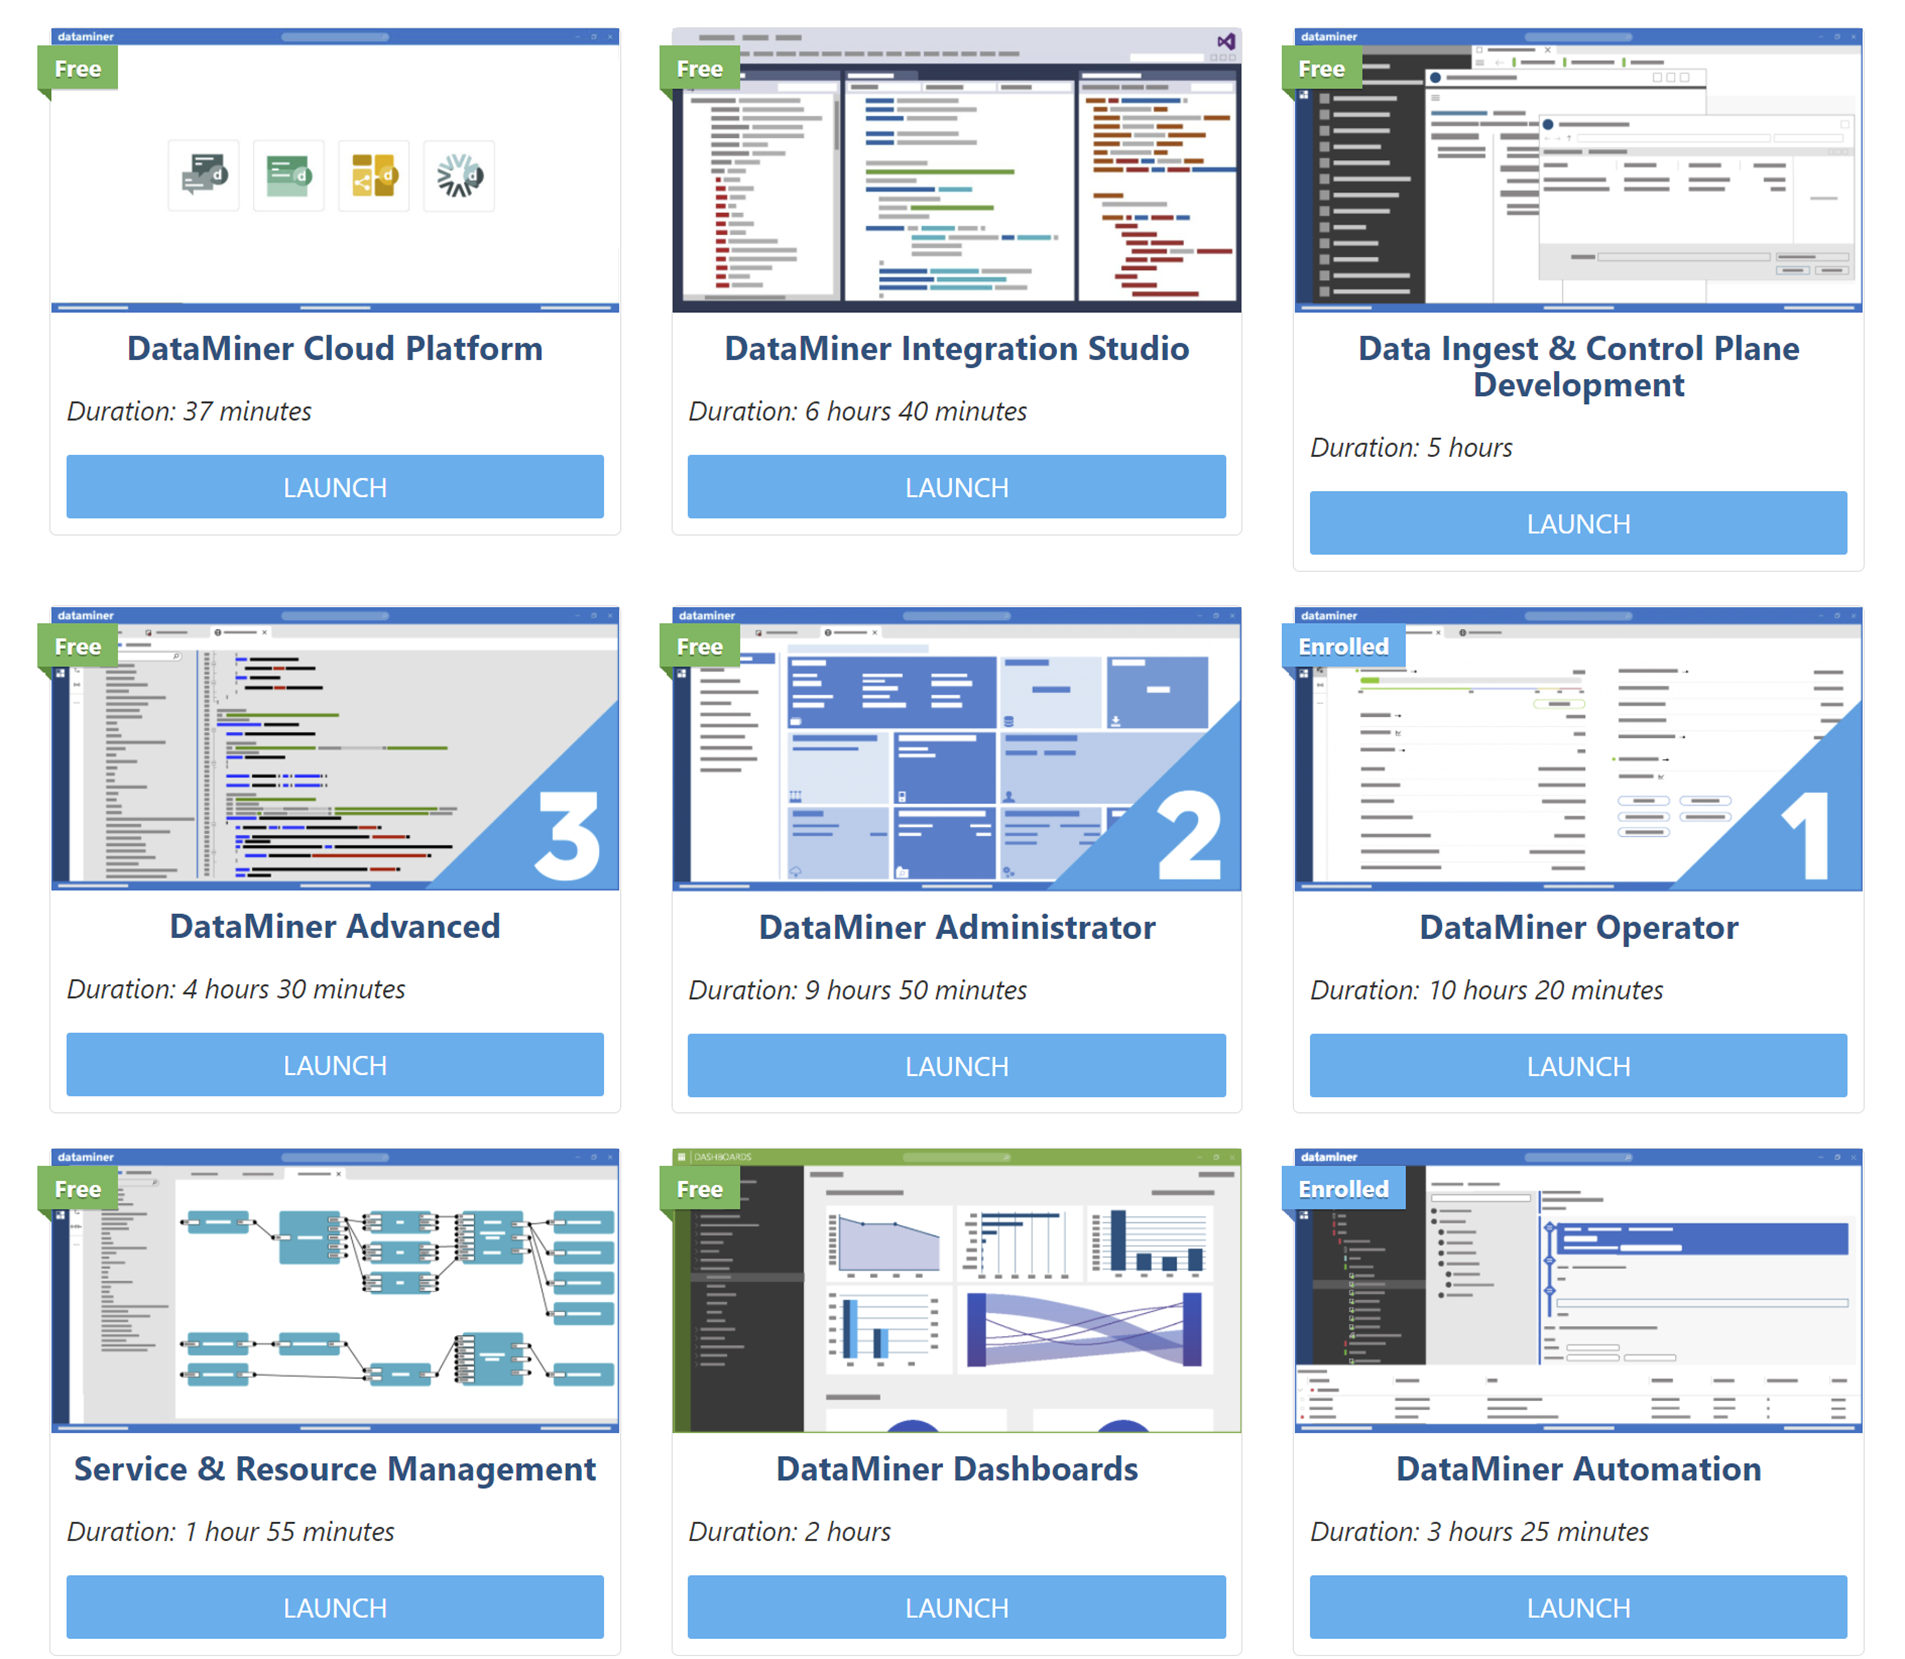 dataminer
Free
DataMiner Cloud Platform
Duration: 37 minutes
LAUNCH
Free
DataMiner Integration Studio
Duration: 6 hours 40 minutes
LAUNCH
dataminer
Free
Data Ingest & Control Plane
Development
Duration: 5 hours
LAUNCH
dataminer
Free
3
DataMiner Advanced
Duration: 4 hours 30 minutes
LAUNCH
dataminer
Free
2
DataMiner Administrator
Duration: 9 hours 50 minutes
LAUNCH
dataminer
Enrolled
1
DataMiner Operator
Duration: 10 hours 20 minutes
LAUNCH
dataminer
Free
Service & Resource Management
Duration: 1 hour 55 minutes
LAUNCH
DASHBOARDS
Free
DataMiner Dashboards
Duration: 2 hours
LAUNCH
dataminer
Enrolled
DataMiner Automation
Duration: 3 hours 25 minutes
LAUNCH